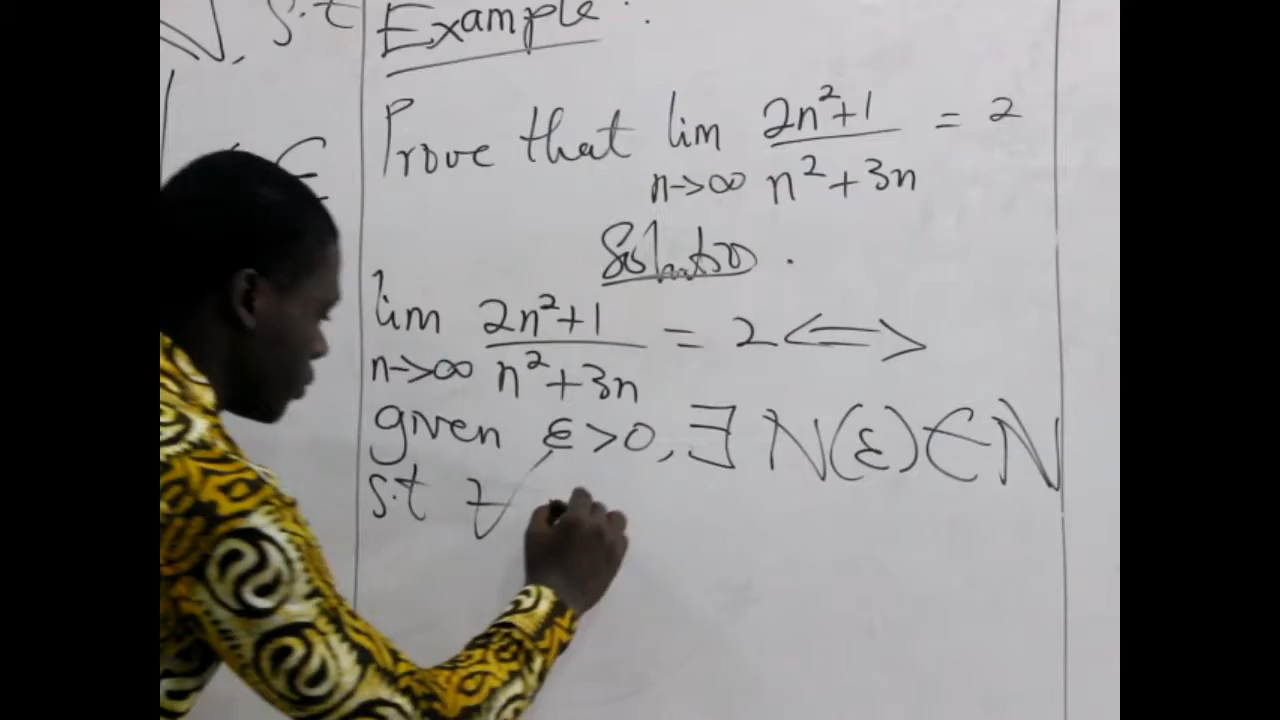 N, s.t
Example:
Prove that lim 2n²+1 = 2
n→∞ n²+3n
Solution.
lim 2n²+1 = 2 ⟺
n→∞ n²+3n
given ε>0, ∃ N(ε)∈ℕ
s.t ∀